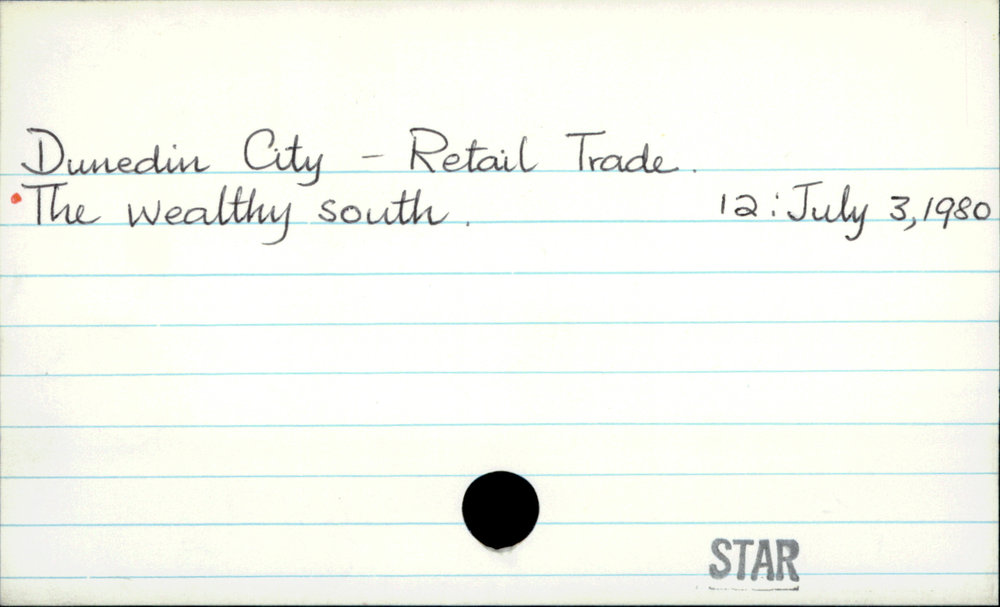 Dunedin City - Retail Trade.
The wealthy south. 12: July 3, 1980
STAR